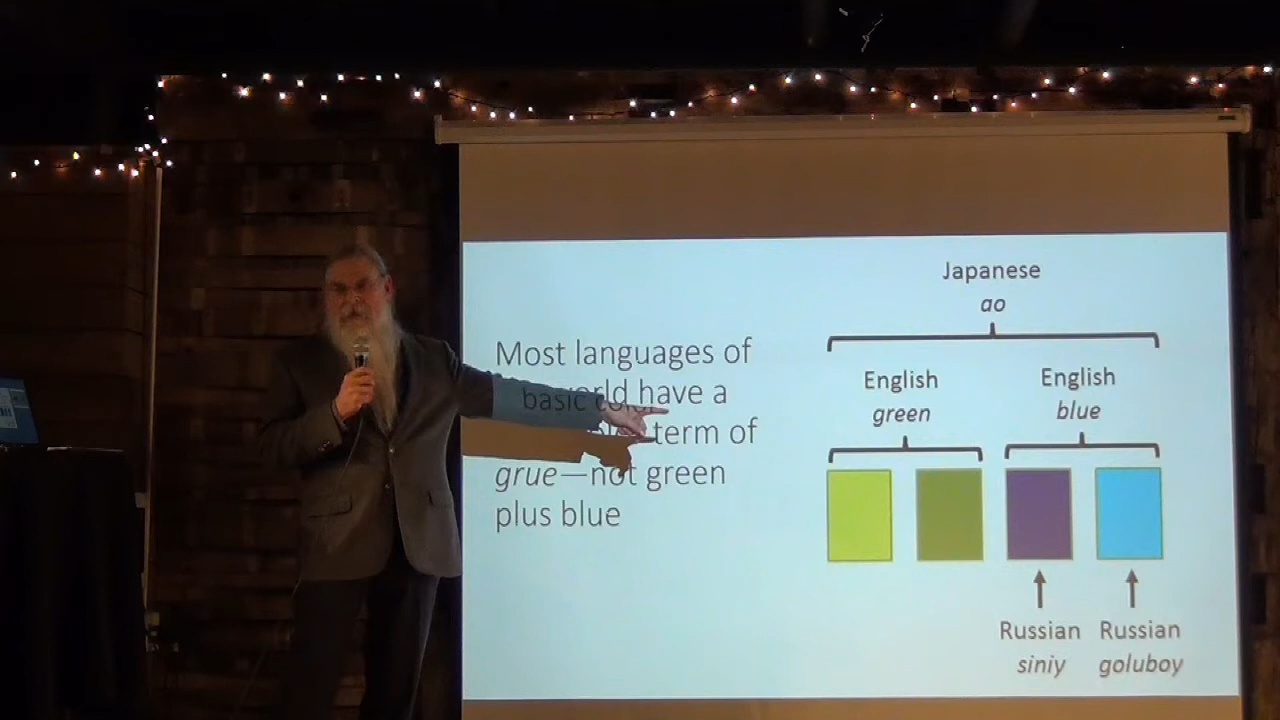 Most languages of
world have a
basic color term of
grue—not green
plus blue
Japanese
ao
English
green
English
blue
Russian
siniy
Russian
goluboy